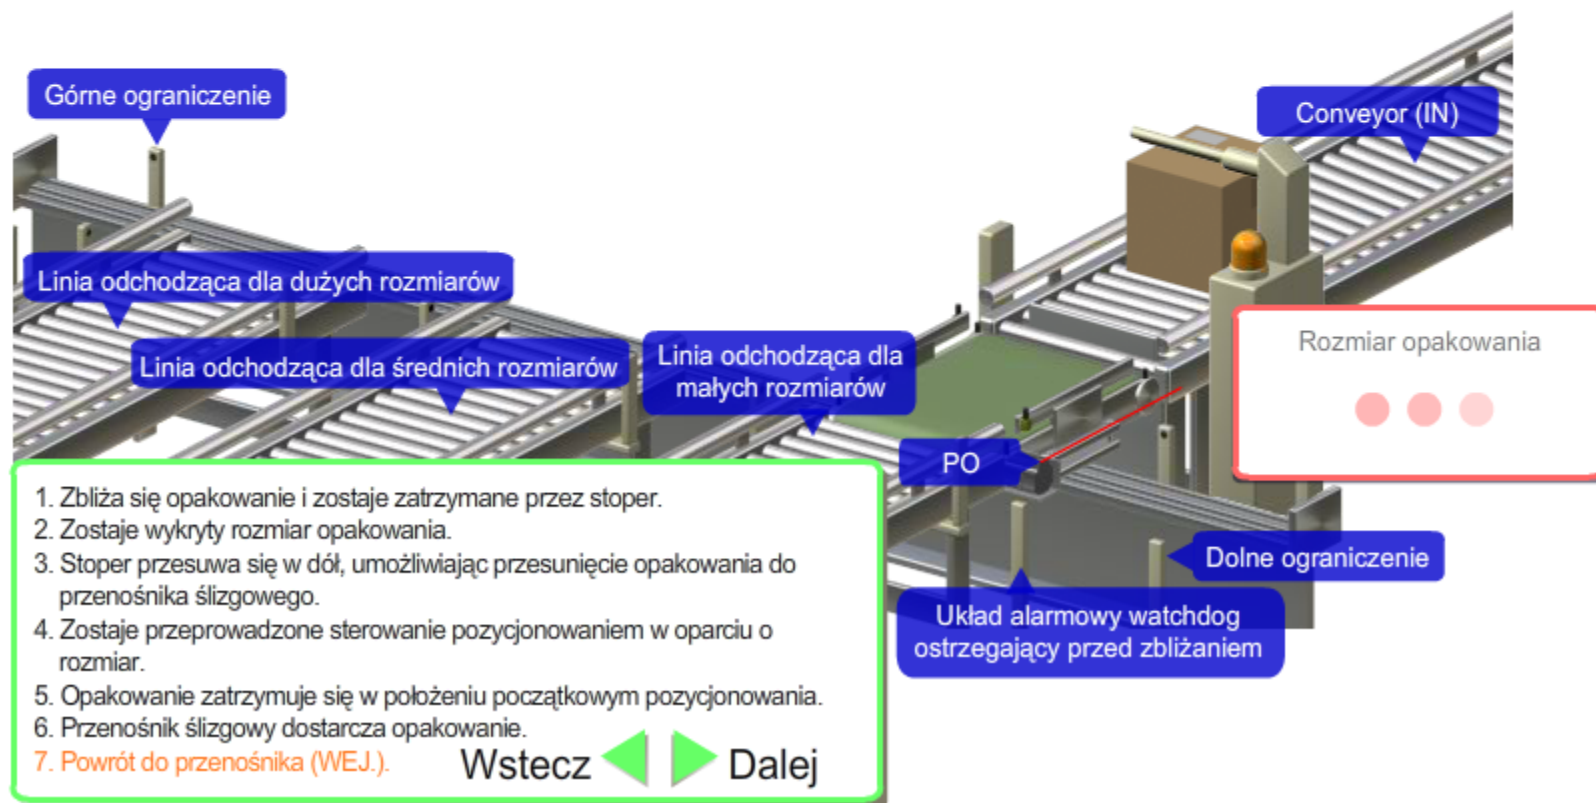 Górne ograniczenie
Conveyor (IN)
Linia odchodząca dla dużych rozmiarów
Linia odchodząca dla średnich rozmiarów
Linia odchodząca dla
małych rozmiarów
Rozmiar opakowania
PO
Dolne ograniczenie
Układ alarmowy watchdog
ostrzegający przed zbliżaniem
1. Zbliża się opakowanie i zostaje zatrzymane przez stoper.
2. Zostaje wykryty rozmiar opakowania.
3. Stoper przesuwa się w dół, umożliwiając przesunięcie opakowania do
przenośnika ślizgowego.
4. Zostaje przeprowadzone sterowanie pozycjonowaniem w oparciu o
rozmiar.
5. Opakowanie zatrzymuje się w położeniu początkowym pozycjonowania.
6. Przenośnik ślizgowy dostarcza opakowanie.
7. Powrót do przenośnika (WEJ.).
Wstecz Dalej